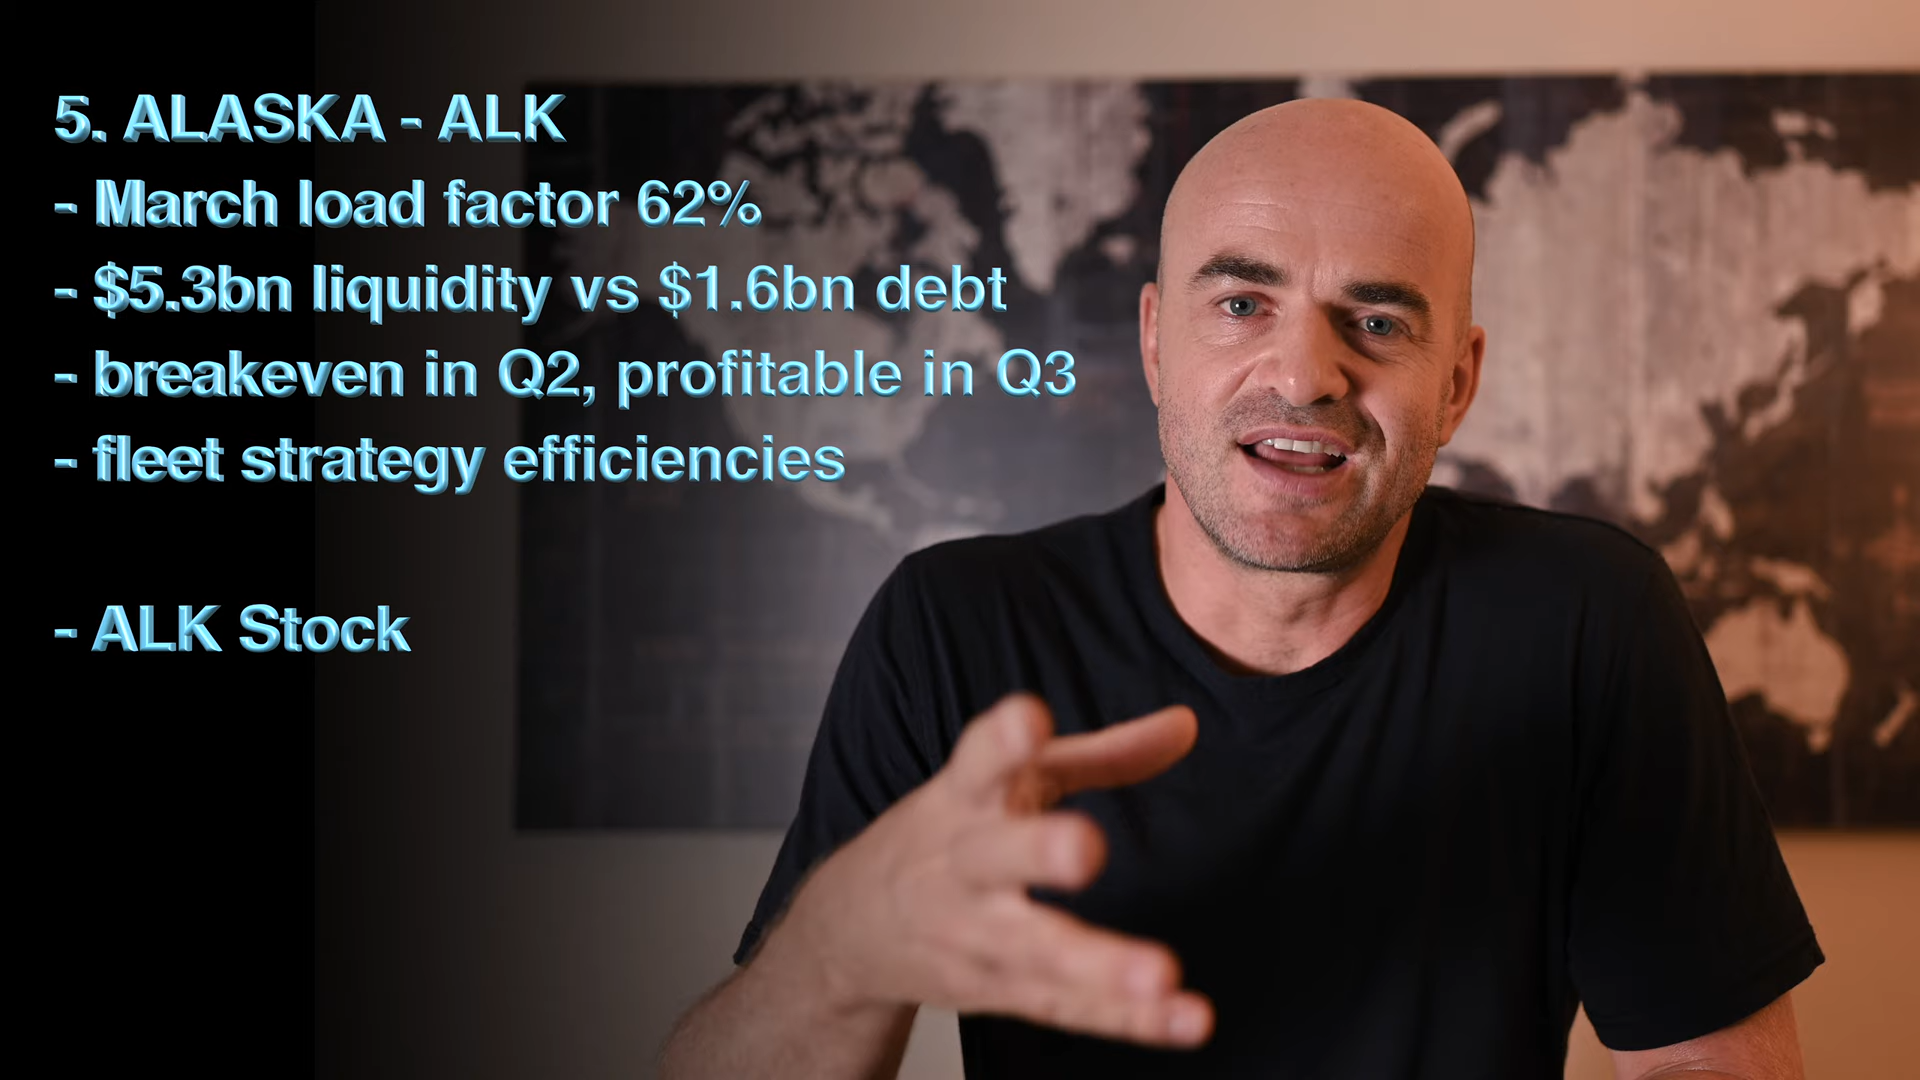 5. ALASKA - ALK
- March load factor 62%
- $5.3bn liquidity vs $1.6bn debt
- breakeven in Q2, profitable in Q3
- fleet strategy efficiencies
- ALK Stock